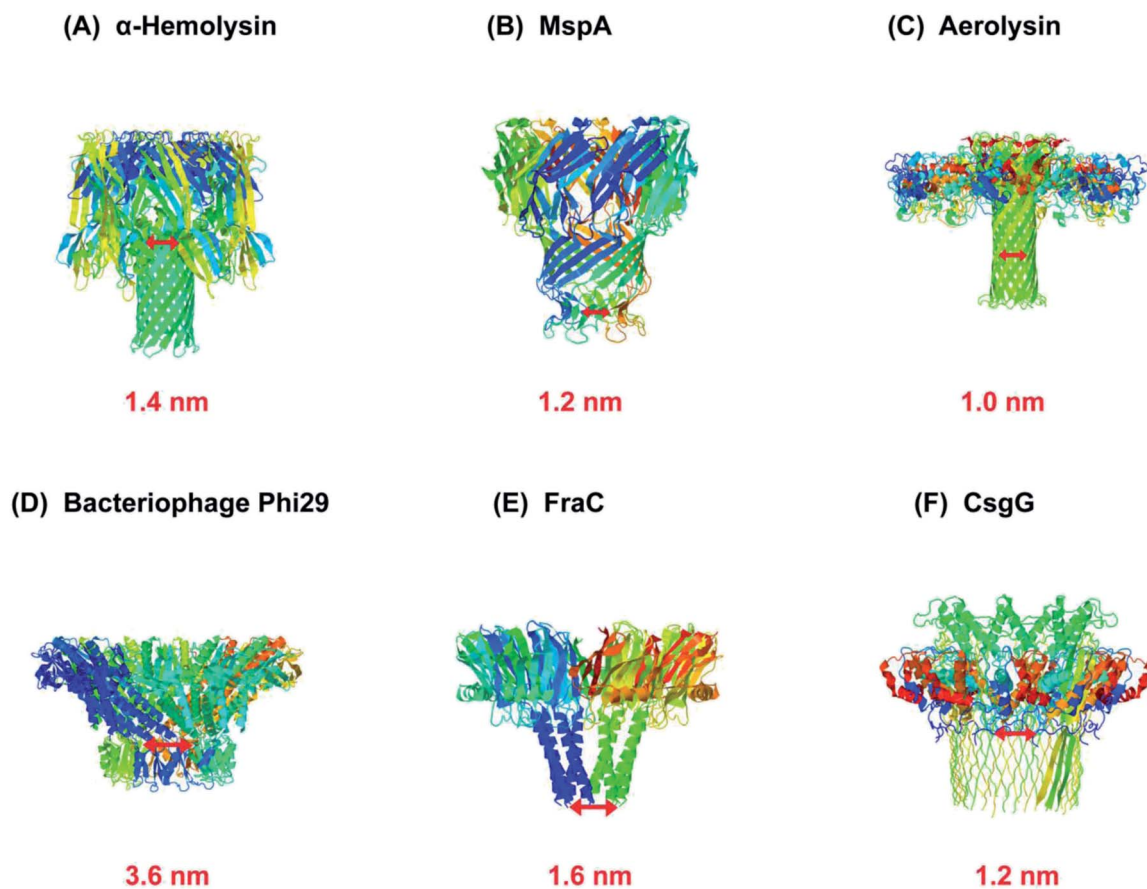 (A) α-Hemolysin
(B) MspA
(C) Aerolysin
1.4 nm
1.2 nm
1.0 nm
(D) Bacteriophage Phi29
(E) FraC
(F) CsgG
3.6 nm
1.6 nm
1.2 nm